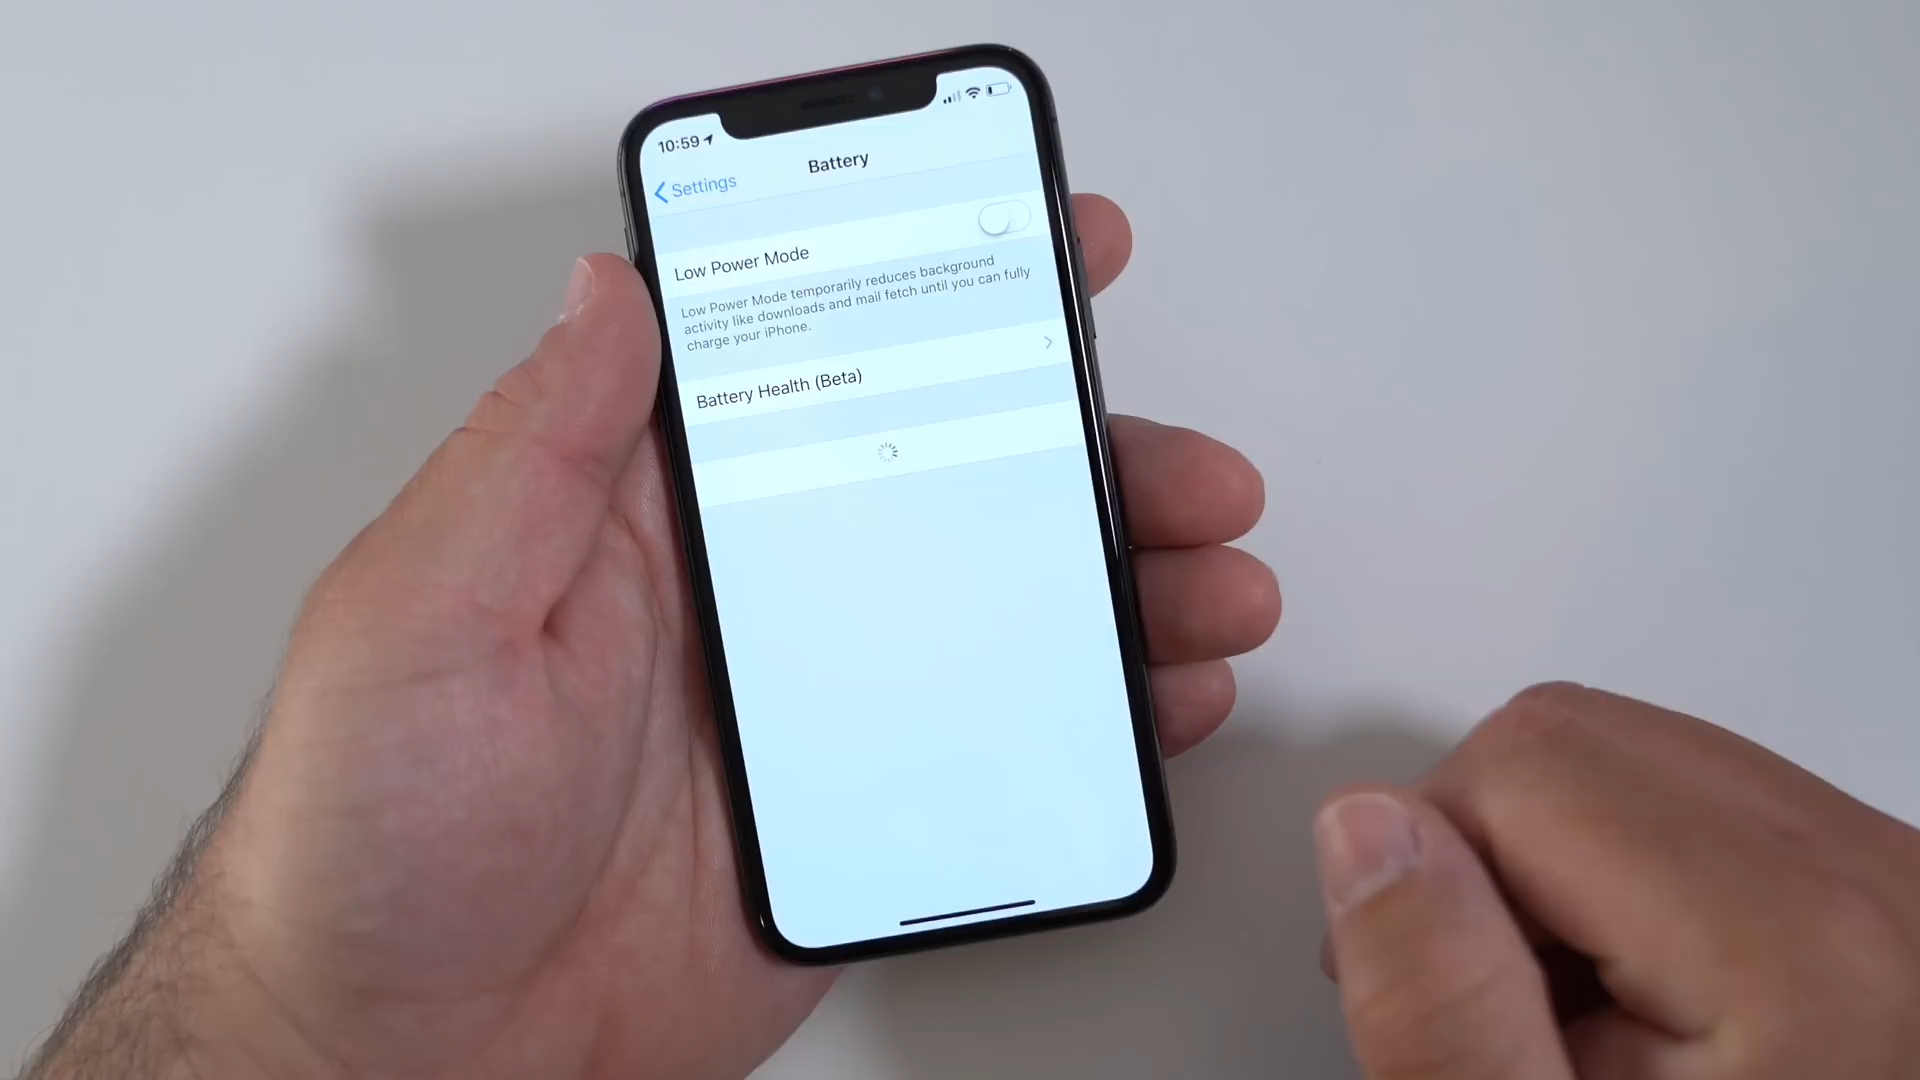 10:59
Settings
Battery
Low Power Mode
Low Power Mode temporarily reduces background
activity like downloads and mail fetch until you can fully
charge your iPhone.
Battery Health (Beta)